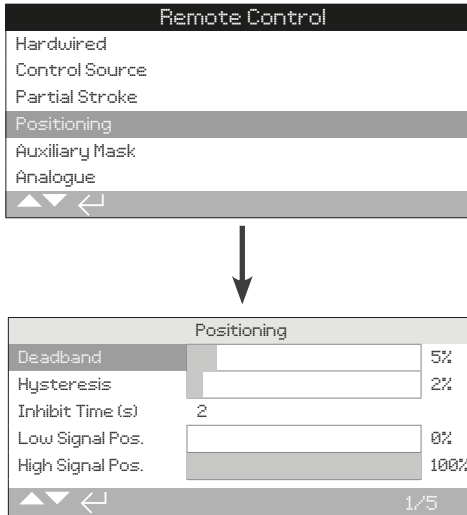 Remote Control
Hardwired
Control Source
Partial Stroke
Positioning
Auxiliary Mask
Analogue
Positioning
Deadband 5%
Hysteresis 2%
Inhibit Time (s) 2
Low Signal Pos. 0%
High Signal Pos. 100%
1/5